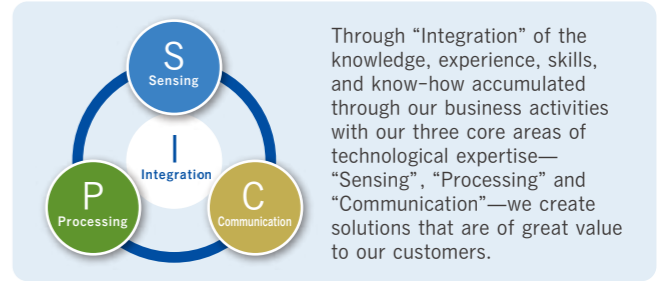 S
Sensing
I
Integration
P
Processing
C
Communication
Through “Integration” of the
knowledge, experience, skills,
and know–how accumulated
through our business activities
with our three core areas of
technological expertise—
“Sensing”, “Processing” and
“Communication”—we create
solutions that are of great value
to our customers.